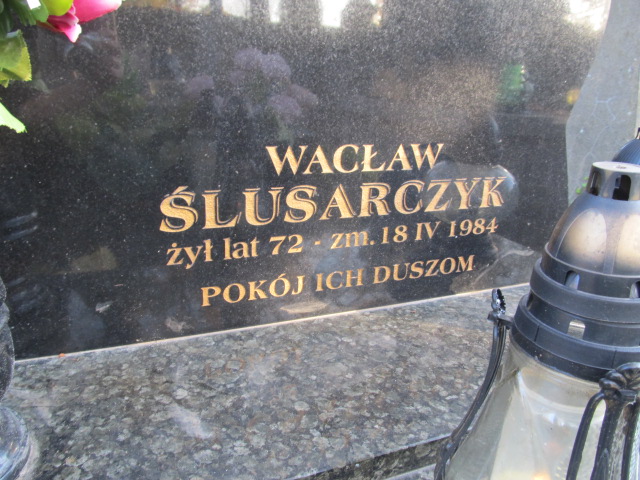 WACŁAW
ŚLUSARCZYK
żył lat 72 - zm. 18 IV 1984
POKÓJ ICH DUSZOM